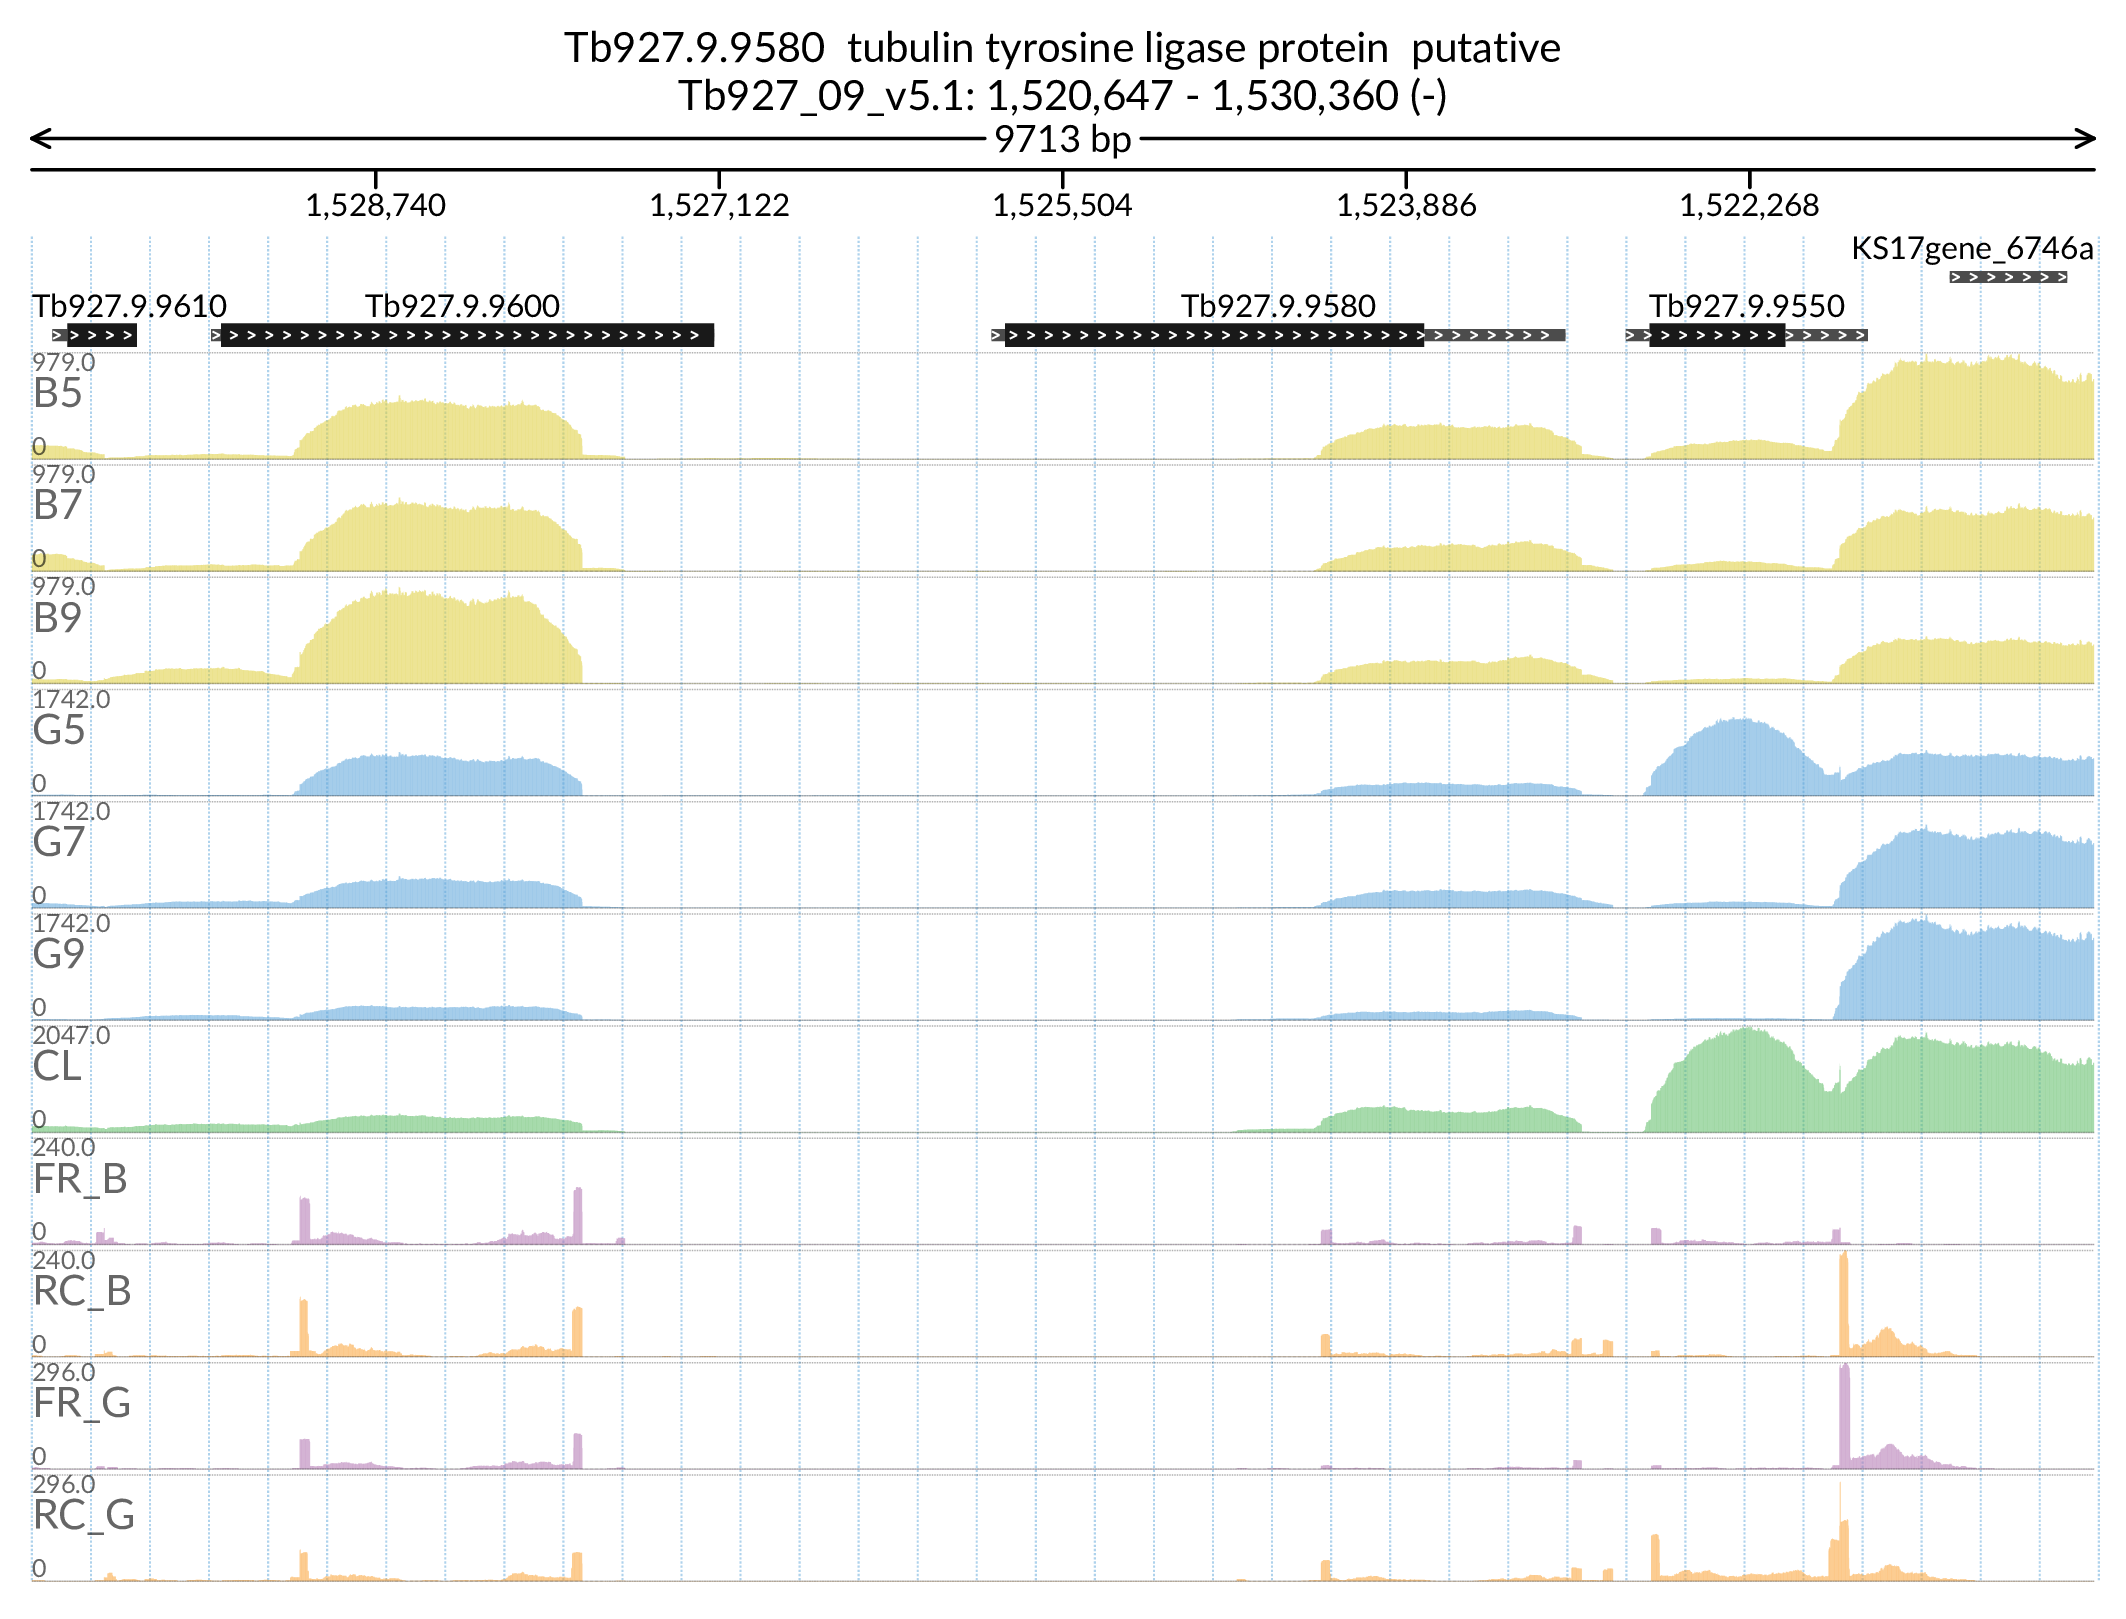 Tb927.9.9580  tubulin tyrosine ligase protein  putative
Tb927_09_v5.1: 1,520,647 - 1,530,360 (-)
9713 bp
1,528,740 1,527,122 1,525,504 1,523,886 1,522,268
KS17gene_6746a
Tb927.9.9610 Tb927.9.9600 Tb927.9.9580 Tb927.9.9550
979.0
B5
0
979.0
B7
0
979.0
B9
0
1742.0
G5
0
1742.0
G7
0
1742.0
G9
0
2047.0
CL
0
240.0
FR_B
0
240.0
RC_B
0
296.0
FR_G
0
296.0
RC_G
0